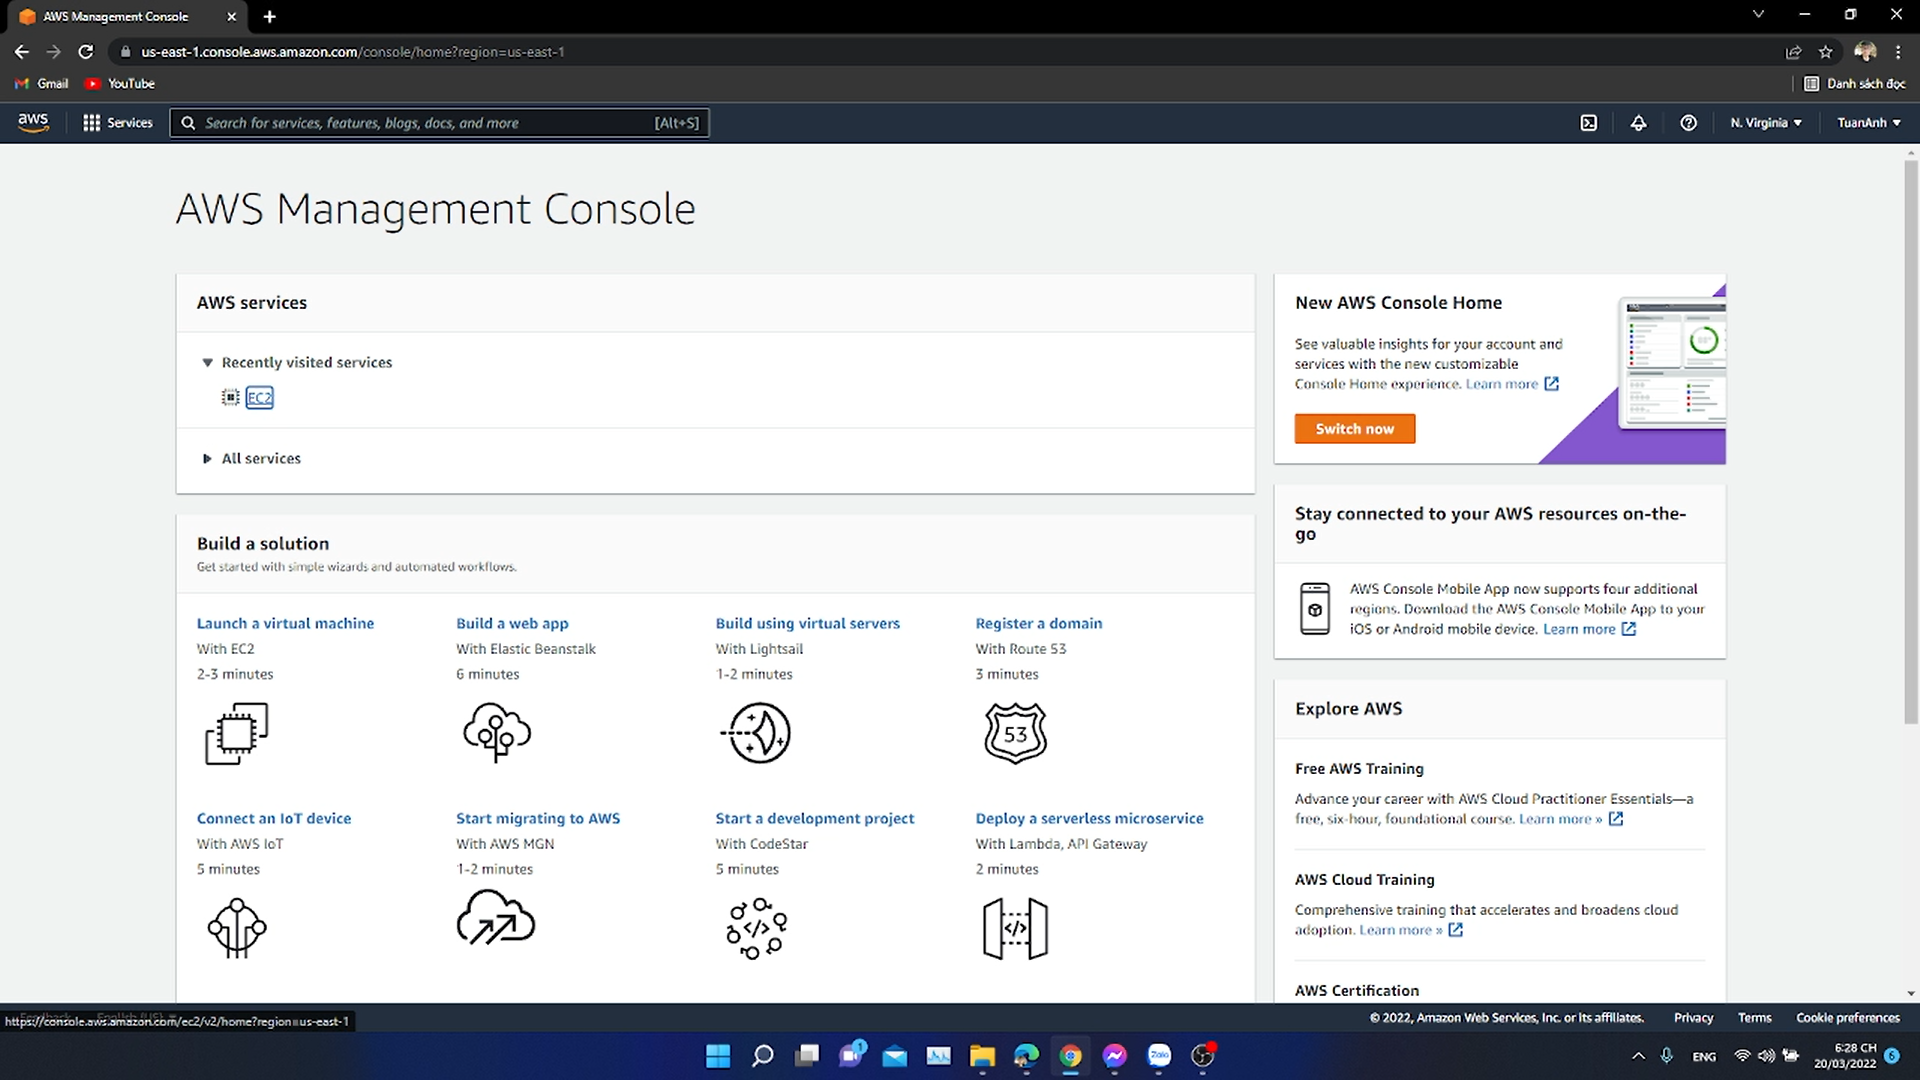 AWS Management Console
us-east-1.console.aws.amazon.com/console/home?region=us-east-1
Gmail
YouTube
Danh sách đọc
aws
Services
Search for services, features, blogs, docs, and more
[Alt+S]
N. Virginia
TuanAnh
AWS Management Console
AWS services
Recently visited services
EC2
All services
Build a solution
Get started with simple wizards and automated workflows.
Launch a virtual machine
With EC2
2-3 minutes
Build a web app
With Elastic Beanstalk
6 minutes
Build using virtual servers
With Lightsail
1-2 minutes
Register a domain
With Route 53
3 minutes
53
Connect an IoT device
With AWS IoT
5 minutes
Start migrating to AWS
With AWS MGN
1-2 minutes
Start a development project
With CodeStar
5 minutes
Deploy a serverless microservice
With Lambda, API Gateway
2 minutes
New AWS Console Home
See valuable insights for your account and
services with the new customizable
Console Home experience. Learn more
Switch now
Stay connected to your AWS resources on-the-
go
AWS Console Mobile App now supports four additional
regions. Download the AWS Console Mobile App to your
iOS or Android mobile device. Learn more
Explore AWS
Free AWS Training
Advance your career with AWS Cloud Practitioner Essentials—a
free, six-hour, foundational course. Learn more »
AWS Cloud Training
Comprehensive training that accelerates and broadens cloud
adoption. Learn more »
AWS Certification
https://console.aws.amazon.com/ec2/v2/home?region=us-east-1
© 2022, Amazon Web Services, Inc. or its affiliates.
Privacy
Terms
Cookie preferences
1
Zalo
ENG
6:28 CH
20/03/2022
6